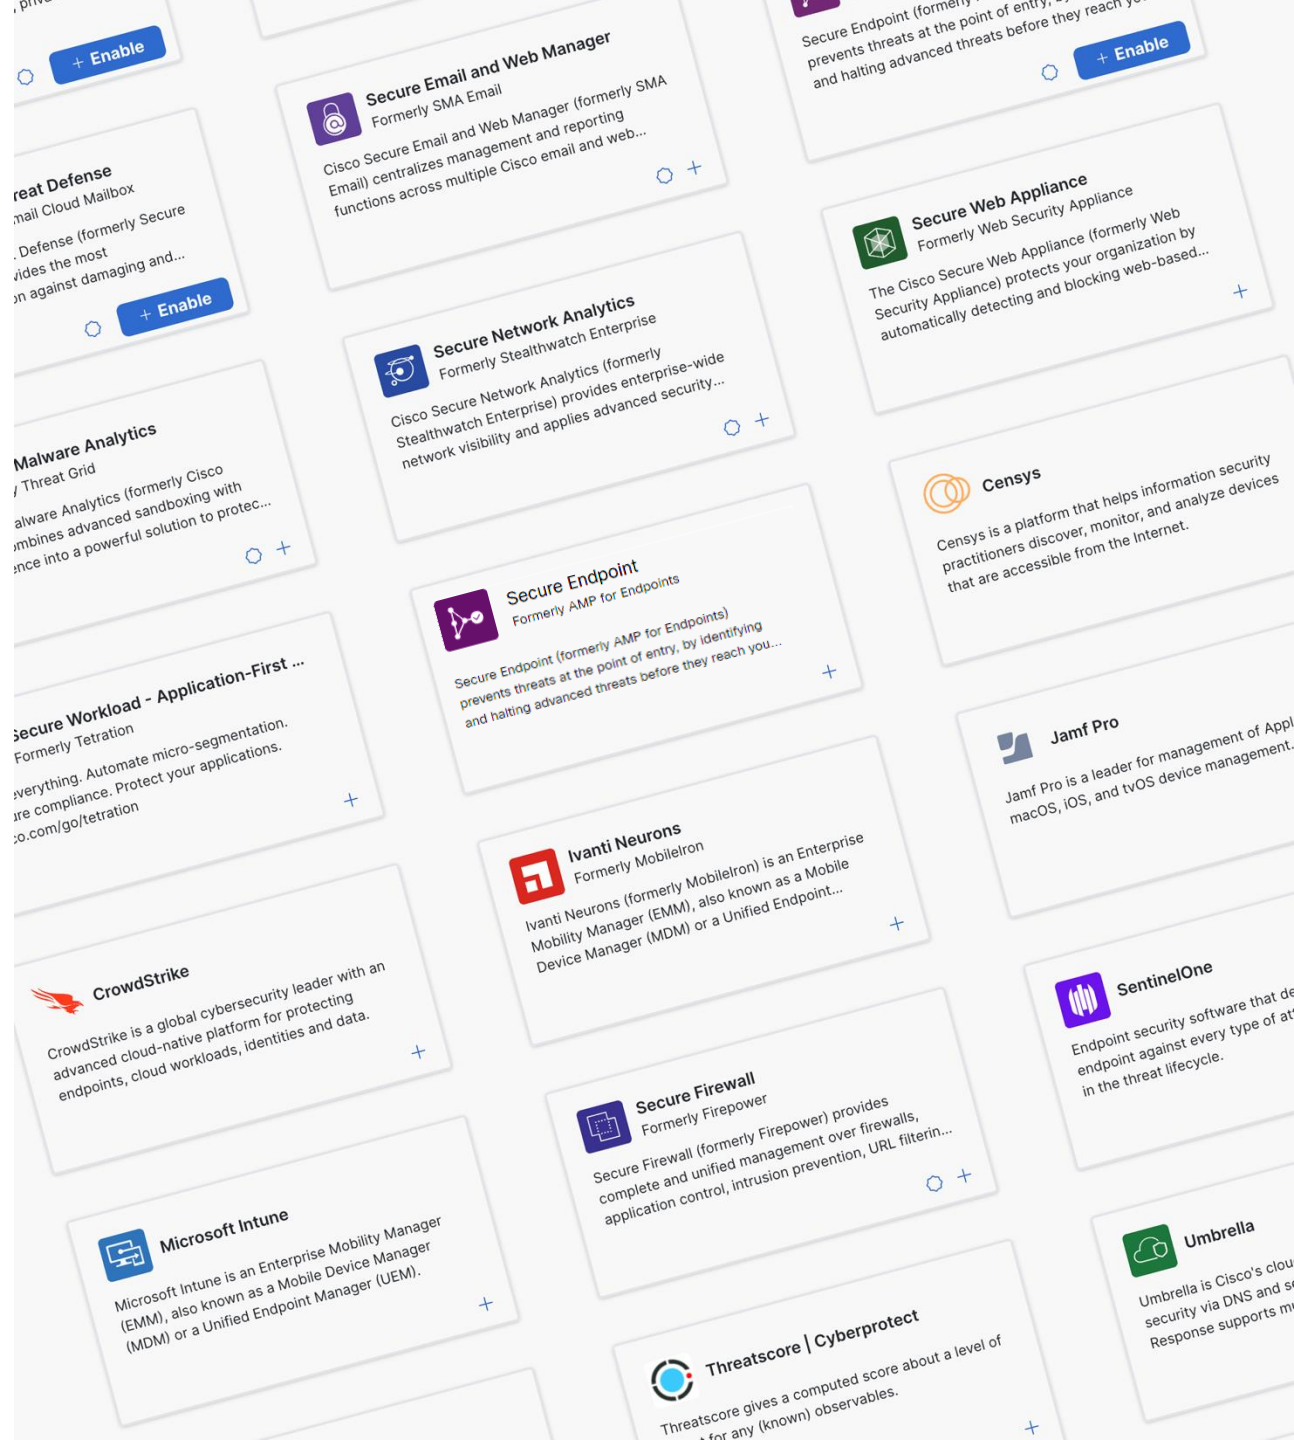 + Enable
reat Defense
mail Cloud Mailbox
Defense (formerly Secure
vides the most
on against damaging and...
+ Enable
Malware Analytics
y Threat Grid
alware Analytics (formerly Cisco
ombines advanced sandboxing with
ence into a powerful solution to protec...
Secure Workload - Application-First ...
Formerly Tetration
everything. Automate micro-segmentation.
ure compliance. Protect your applications.
co.com/go/tetration
CrowdStrike
CrowdStrike is a global cybersecurity leader with an
advanced cloud-native platform for protecting
endpoints, cloud workloads, identities and data.
Microsoft Intune
Microsoft Intune is an Enterprise Mobility Manager
(EMM), also known as a Mobile Device Manager
(MDM) or a Unified Endpoint Manager (UEM).
Secure Email and Web Manager
Formerly SMA Email
Cisco Secure Email and Web Manager (formerly SMA
Email) centralizes management and reporting
functions across multiple Cisco email and web...
Secure Network Analytics
Formerly Stealthwatch Enterprise
Cisco Secure Network Analytics (formerly
Stealthwatch Enterprise) provides enterprise-wide
network visibility and applies advanced security...
Secure Endpoint
Formerly AMP for Endpoints
Secure Endpoint (formerly AMP for Endpoints)
prevents threats at the point of entry, by identifying
and halting advanced threats before they reach you...
Ivanti Neurons
Formerly MobileIron
Ivanti Neurons (formerly MobileIron) is an Enterprise
Mobility Manager (EMM), also known as a Mobile
Device Manager (MDM) or a Unified Endpoint...
Secure Firewall
Formerly Firepower
Secure Firewall (formerly Firepower) provides
complete and unified management over firewalls,
application control, intrusion prevention, URL filterin...
Threatscore | Cyberprotect
Threatscore gives a computed score about a level of
for any (known) observables.
Secure Endpoint (formerly
prevents threats at the point of entry, by
and halting advanced threats before they reach
+ Enable
Secure Web Appliance
Formerly Web Security Appliance
The Cisco Secure Web Appliance (formerly Web
Security Appliance) protects your organization by
automatically detecting and blocking web-based...
Censys
Censys is a platform that helps information security
practitioners discover, monitor, and analyze devices
that are accessible from the Internet.
Jamf Pro
Jamf Pro is a leader for management of Appl
macOS, iOS, and tvOS device management.
SentinelOne
Endpoint security software that de
endpoint against every type of at
in the threat lifecycle.
Umbrella
Umbrella is Cisco's clou
security via DNS and s
Response supports m